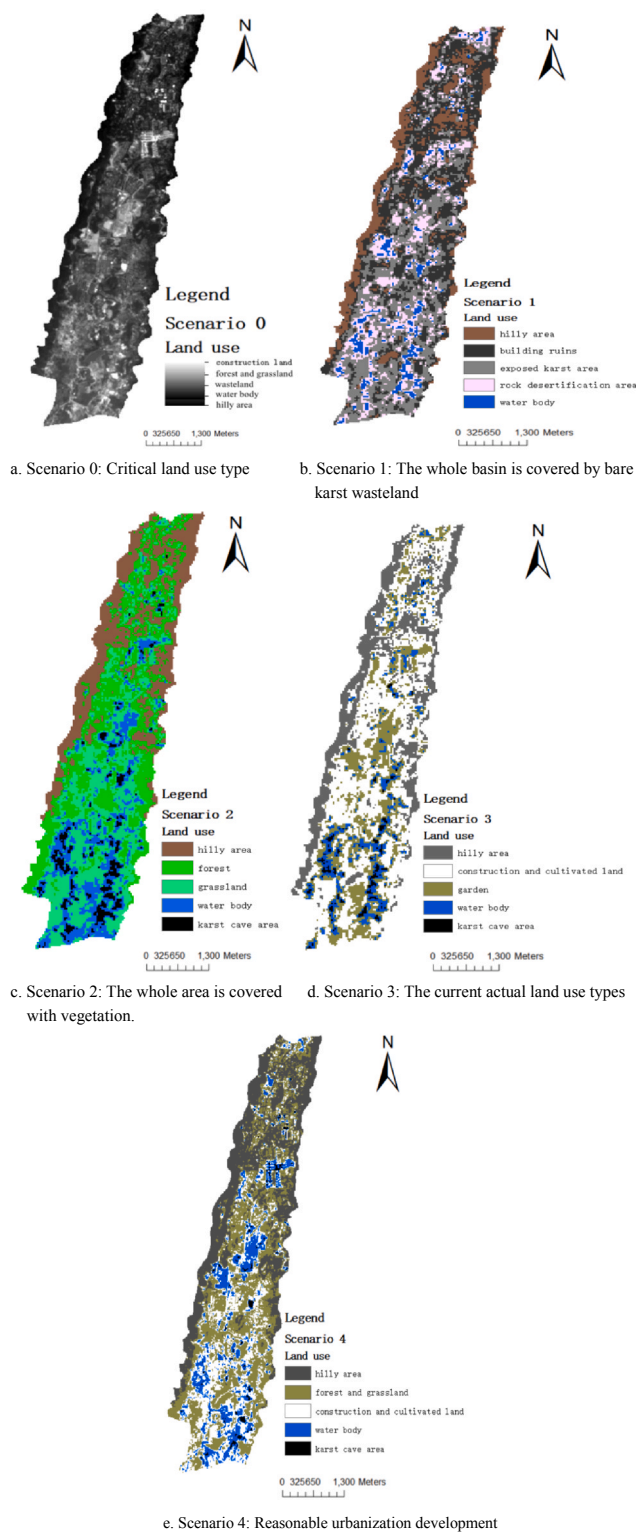 N
Legend
Scenario 0
Land use
construction land
forest and grassland
wasteland
water body
hilly area
0 325650 1,300 Meters
a. Scenario 0: Critical land use type
N
Legend
Scenario 1
Land use
hilly area
building ruins
exposed karst area
rock desertification area
water body
0 325650 1,300 Meters
b. Scenario 1: The whole basin is covered by bare
karst wasteland
N
Legend
Scenario 2
Land use
hilly area
forest
grassland
water body
karst cave area
0 325650 1,300 Meters
c. Scenario 2: The whole area is covered
with vegetation.
N
Legend
Scenario 3
Land use
hilly area
construction and cultivated land
garden
water body
karst cave area
0 325650 1,300 Meters
d. Scenario 3: The current actual land use types
N
Legend
Scenario 4
Land use
hilly area
forest and grassland
construction and cultivated land
water body
karst cave area
0 325650 1,300 Meters
e. Scenario 4: Reasonable urbanization development